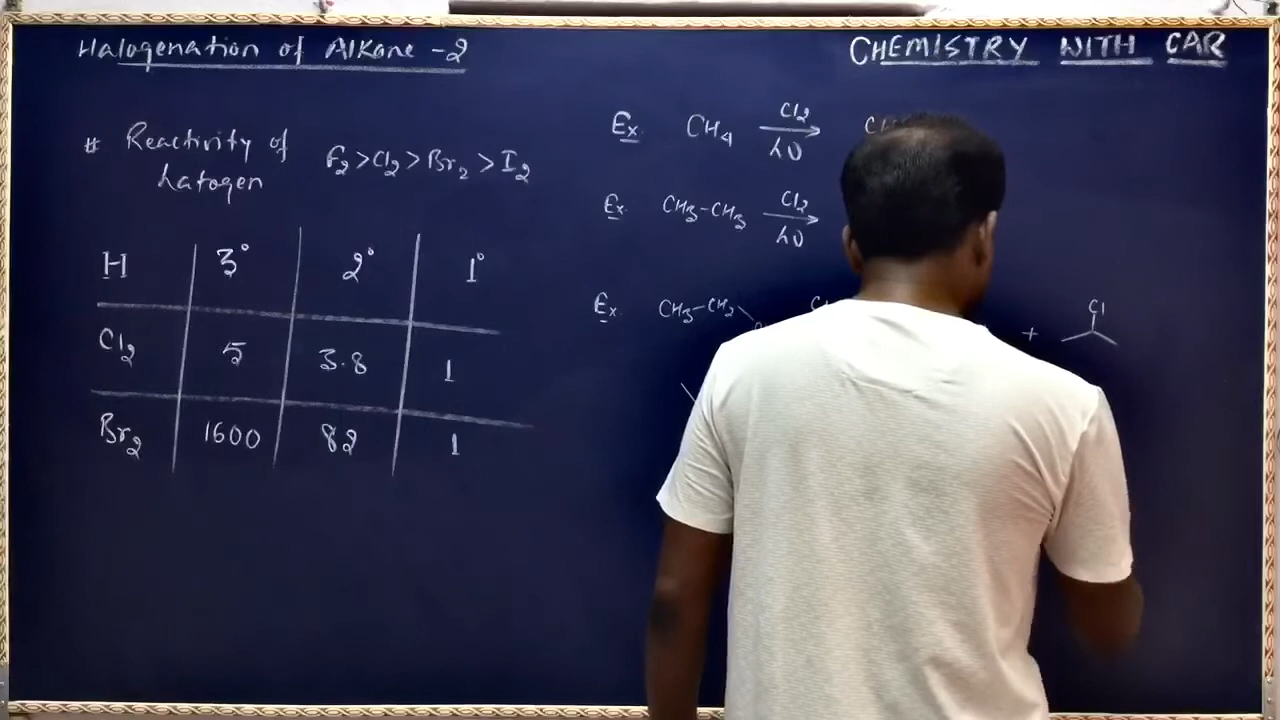 Halogenation of Alkane -2
CHEMISTRY WITH CAR
# Reactivity of
halogen
F₂ > Cl₂ > Br₂ > I₂
H 3° 2° 1°
Cl₂ 5 3.8 1
Br₂ 1600 82 1
Ex. CH₄ Cl₂
hν
Ex. CH₃-CH₃ Cl₂
hν
Ex. CH₃-CH₂
+
Cl